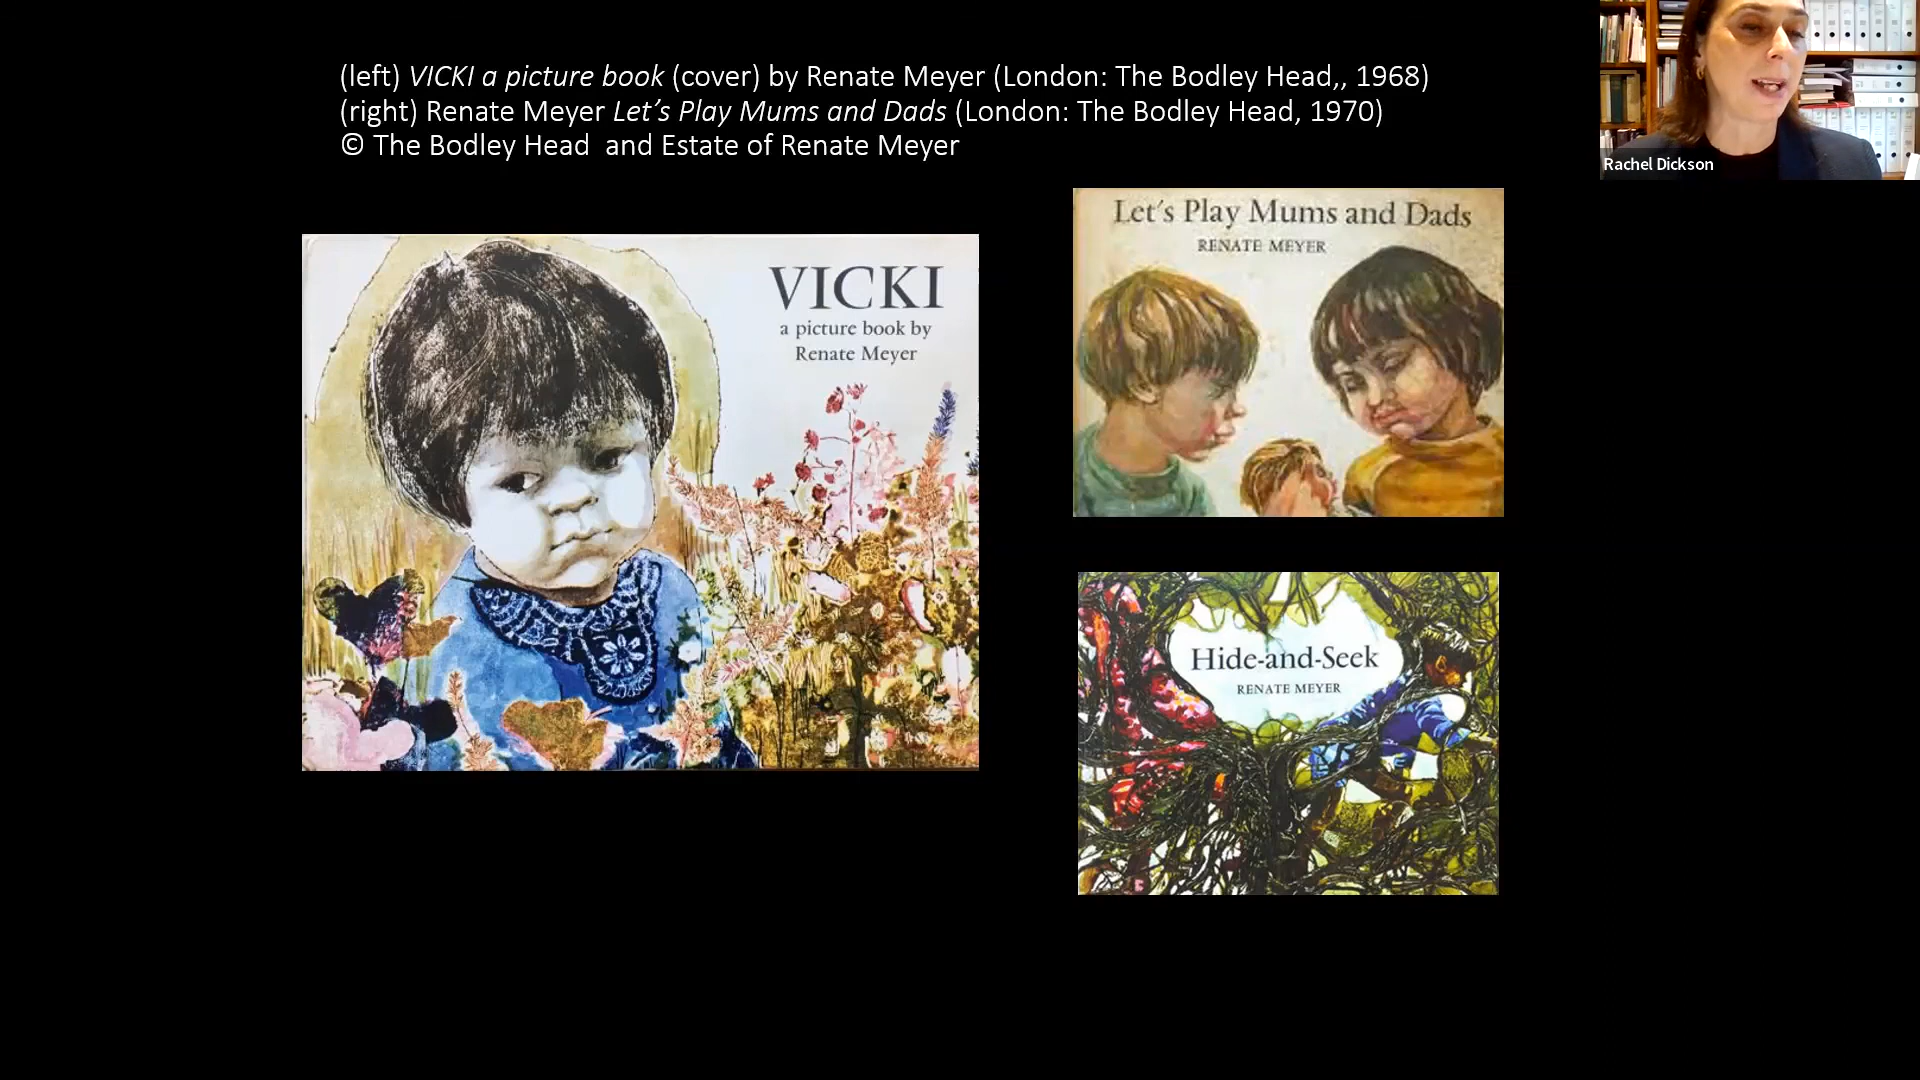 (left) VICKI a picture book (cover) by Renate Meyer (London: The Bodley Head,, 1968)
(right) Renate Meyer Let’s Play Mums and Dads (London: The Bodley Head, 1970)
© The Bodley Head  and Estate of Renate Meyer
Rachel Dickson
VICKI
a picture book by
Renate Meyer
Let's Play Mums and Dads
RENATE MEYER
Hide-and-Seek
RENATE MEYER